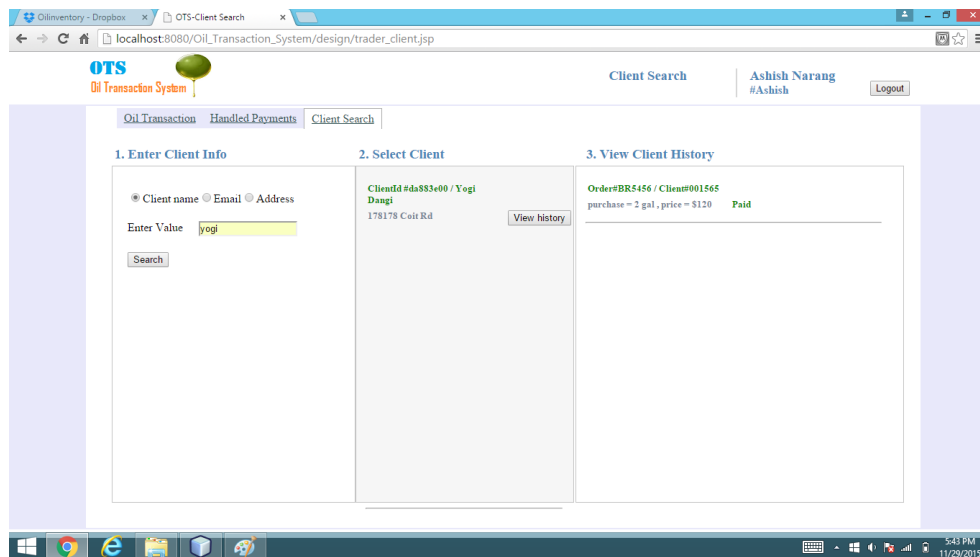 Oilinventory - Dropbox
OTS-Client Search
localhost:8080/Oil_Transaction_System/design/trader_client.jsp
OTS
Oil Transaction System
Client Search
Ashish Narang
#Ashish
Logout
Oil Transaction Handled Payments Client Search
1. Enter Client Info
2. Select Client
3. View Client History
Client name Email Address
Enter Value yogi
Search
ClientId #da883e00 / Yogi
Dangi
178178 Coit Rd
View history
Order#BR5456 / Client#001565
purchase = 2 gal , price = $120 Paid
5:43 PM